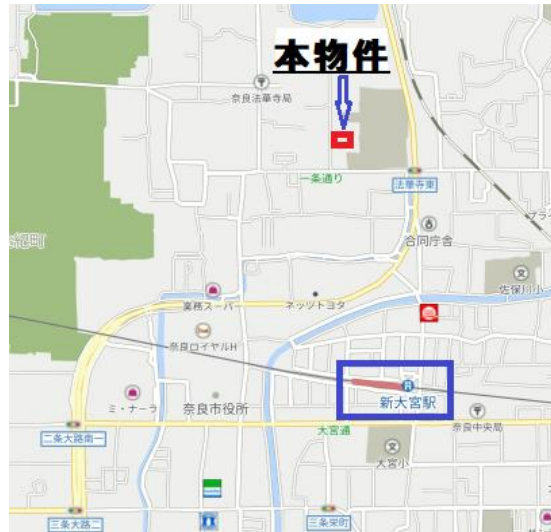 本物件
奈良法華寺局
一条通り
法華寺東
合同庁舎
佐保川小
業務スーパー
ネッツトヨタ
奈良ロイヤルH
新大宮駅
ミ・ナーラ
奈良市役所
奈良中央局
大宮通
二条大路南一
大宮小
三条大路二
三条栄町